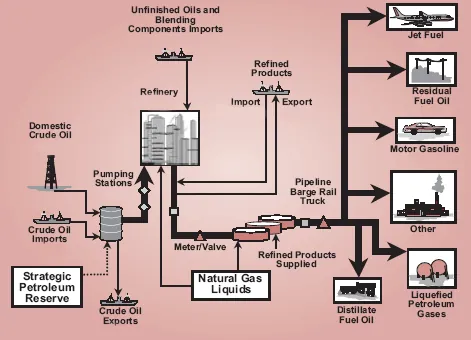 Unfinished Oils and
Blending
Components Imports
Jet Fuel
Refined
Products
Refinery
Import
Export
Residual
Fuel Oil
Domestic
Crude Oil
Motor Gasoline
Pumping
Stations
Pipeline
Barge Rail
Truck
Crude Oil
Imports
Other
Meter/Valve
Refined Products
Supplied
Strategic
Petroleum
Reserve
Natural Gas
Liquids
Crude Oil
Exports
Distillate
Fuel Oil
Liquefied
Petroleum
Gases